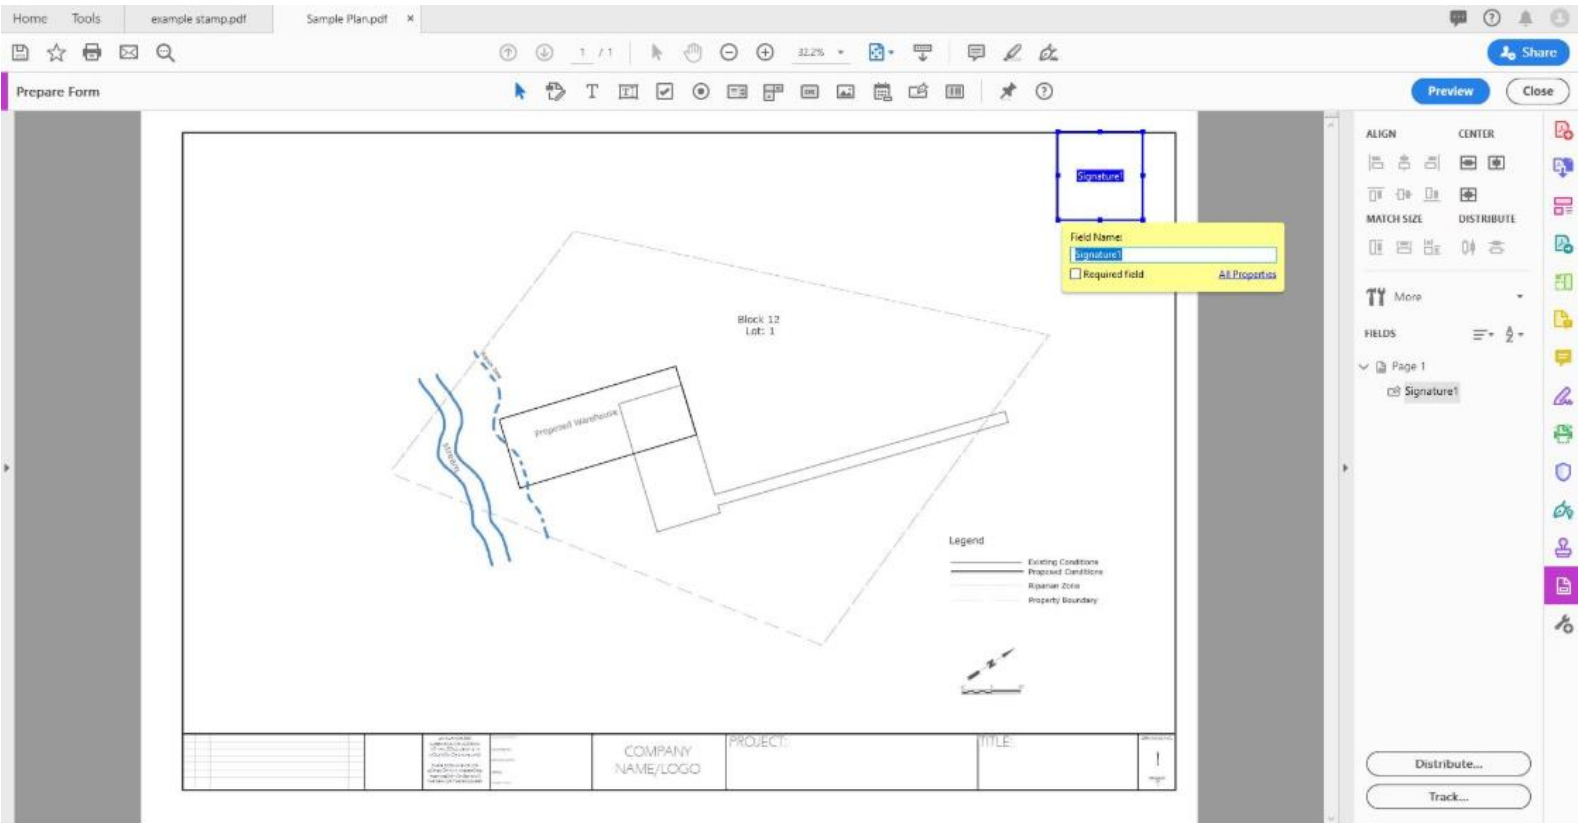 Home Tools example stamp.pdf Sample Plan.pdf ×
1 / 1 32.2% Share
Prepare Form Preview Close
Signature1
Field Name:
Signature1
Required field All Properties
ALIGN CENTER
MATCH SIZE DISTRIBUTE
More
FIELDS
Page 1
Signature1
Block 12
Lot: 1
Proposed Warehouse
Stream
Legend
Existing Conditions
Proposed Conditions
Riparian Zone
Property Boundary
COMPANY
NAME/LOGO
PROJECT:
TITLE:
1
Distribute...
Track...